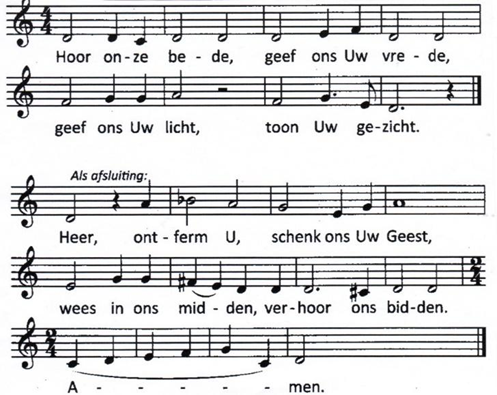 Hoor on-ze be - de, geef ons Uw vre - de,
geef ons Uw licht, toon Uw ge-zicht.
Als afsluiting:
Heer, ont - ferm U, schenk ons Uw Geest,
wees in ons mid - den, ver-hoor ons bid-den.
A - - - - - men.